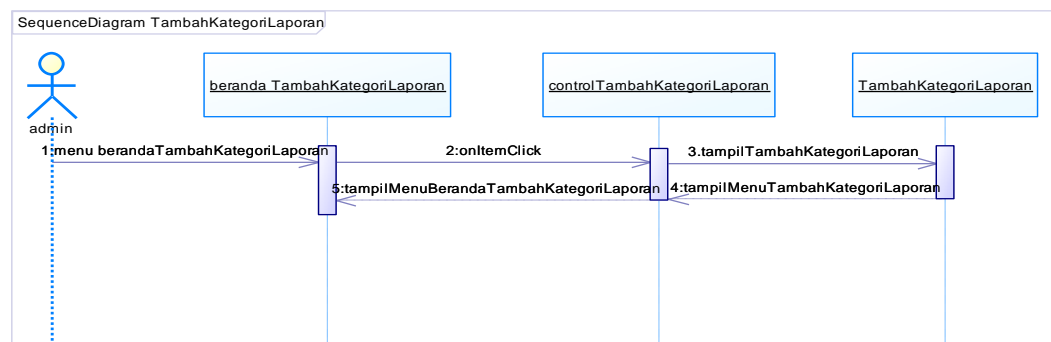 SequenceDiagram TambahKategoriLaporan
beranda TambahKategoriLaporan
controlTambahKategoriLaporan
TambahKategoriLaporan
admin
1:menu berandaTambahKategoriLaporan
2:onItemClick
3.tampilTambahKategoriLaporan
5:tampilMenuBerandaTambahKategoriLaporan
4:tampilMenuTambahKategoriLaporan